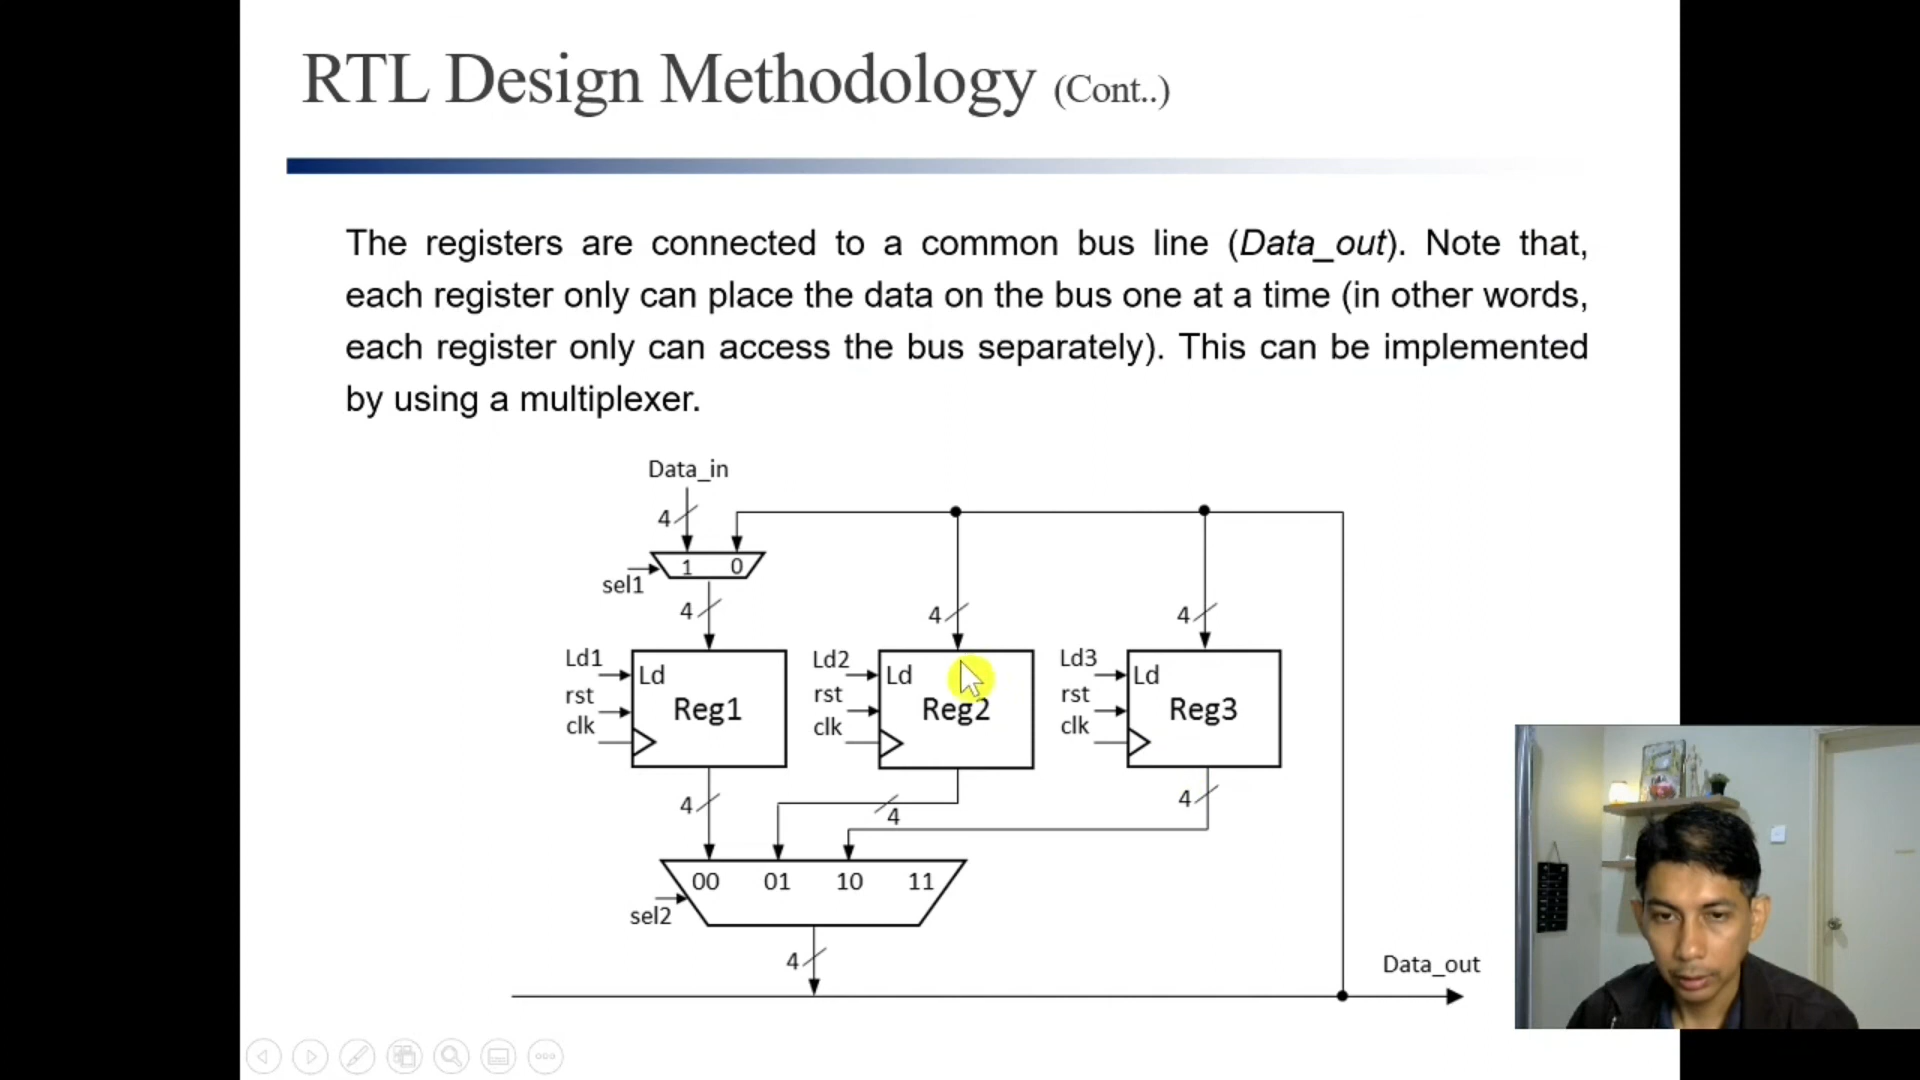 RTL Design Methodology (Cont..)
The registers are connected to a common bus line (Data_out). Note that,
each register only can place the data on the bus one at a time (in other words,
each register only can access the bus separately). This can be implemented
by using a multiplexer.
Data_in
4
1 0
sel1
4 4 4
Ld1 Ld Ld2 Ld Ld3 Ld
rst rst rst
Reg1 Reg2 Reg3
clk clk clk
4 4 4
00 01 10 11
sel2
4
Data_out